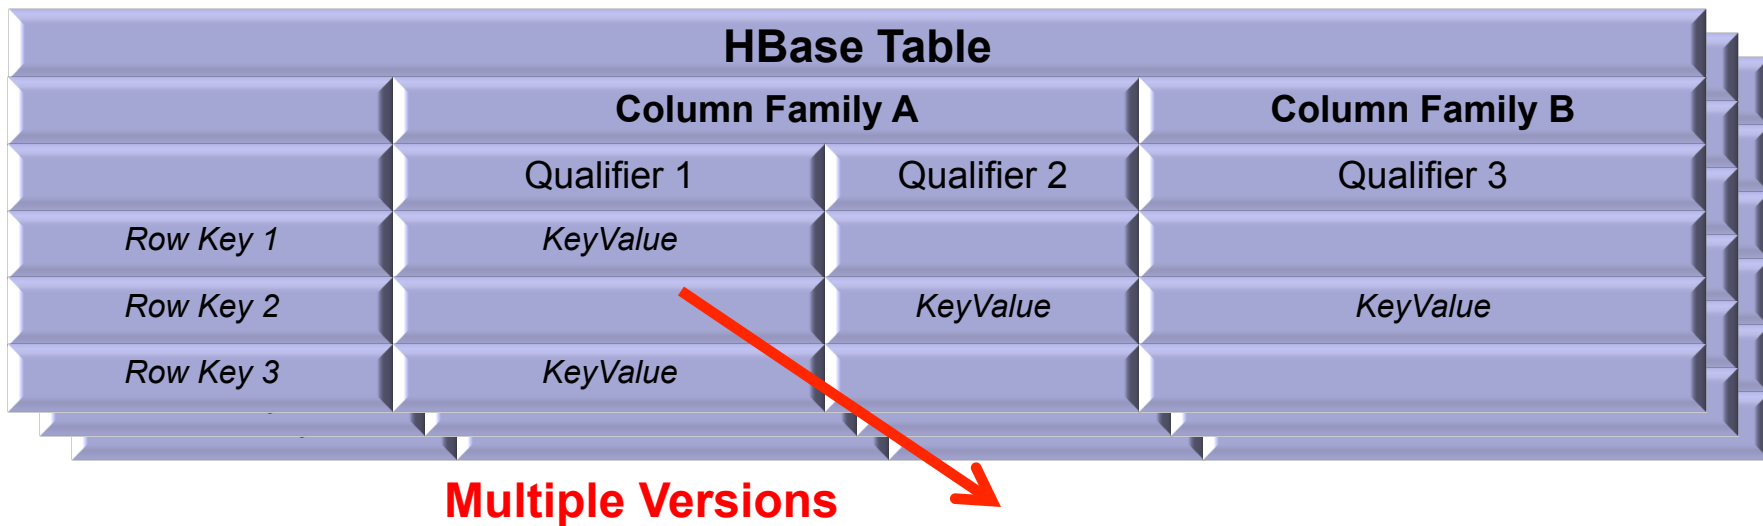 HBase Table
Column Family A Column Family B
Qualifier 1 Qualifier 2 Qualifier 3
Row Key 1 KeyValue
Row Key 2 KeyValue KeyValue
Row Key 3 KeyValue
Multiple Versions